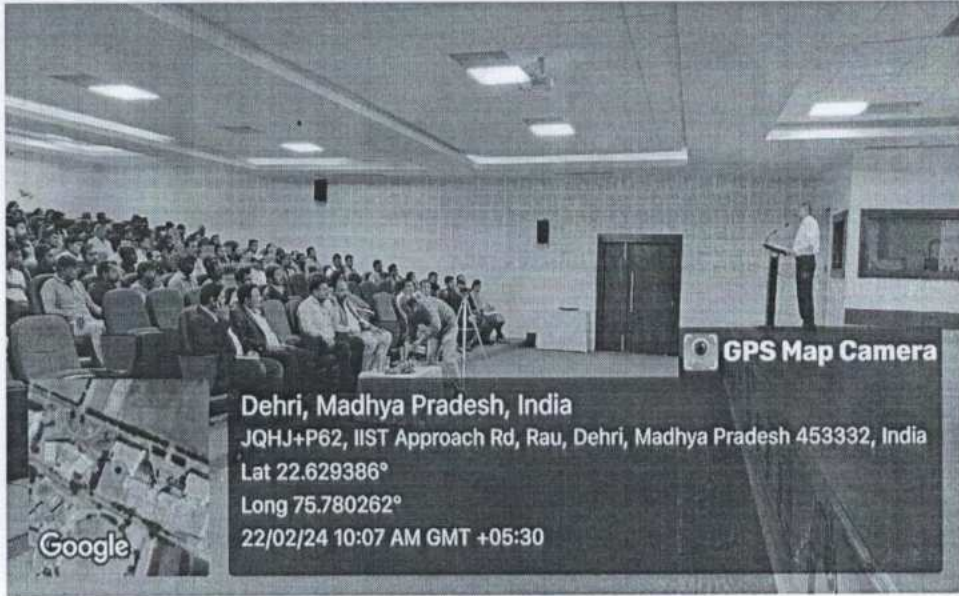 GPS Map Camera
Dehri, Madhya Pradesh, India
JQHJ+P62, IIST Approach Rd, Rau, Dehri, Madhya Pradesh 453332, India
Lat 22.629386°
Long 75.780262°
22/02/24 10:07 AM GMT +05:30
Google